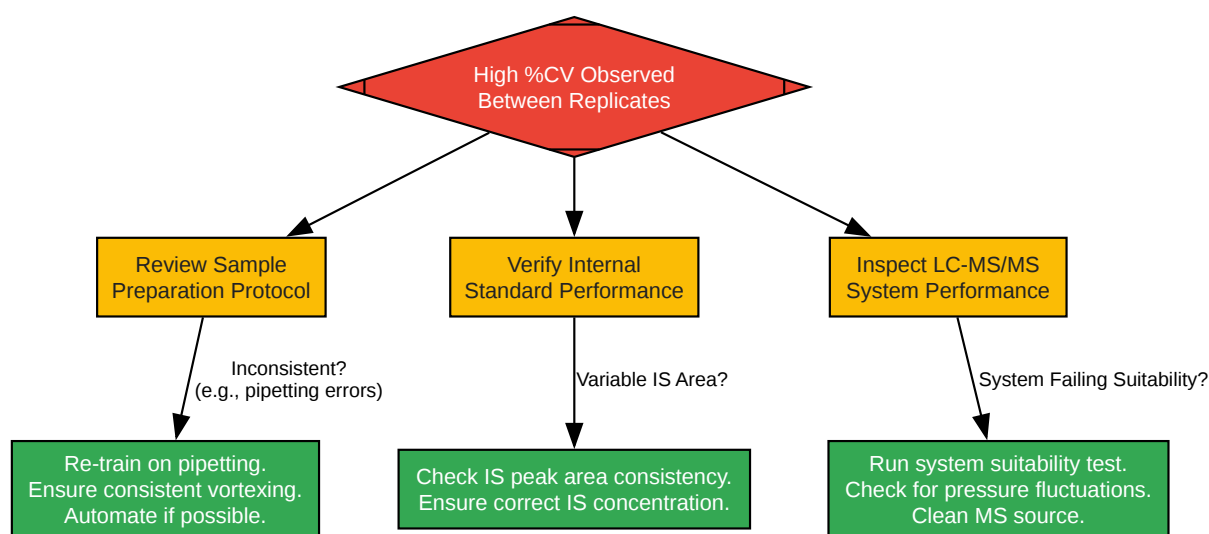 High %CV Observed
Between Replicates
Review Sample
Preparation Protocol
Verify Internal
Standard Performance
Inspect LC-MS/MS
System Performance
Inconsistent?
(e.g., pipetting errors)
Variable IS Area?
System Failing Suitability?
Re-train on pipetting.
Ensure consistent vortexing.
Automate if possible.
Check IS peak area consistency.
Ensure correct IS concentration.
Run system suitability test.
Check for pressure fluctuations.
Clean MS source.